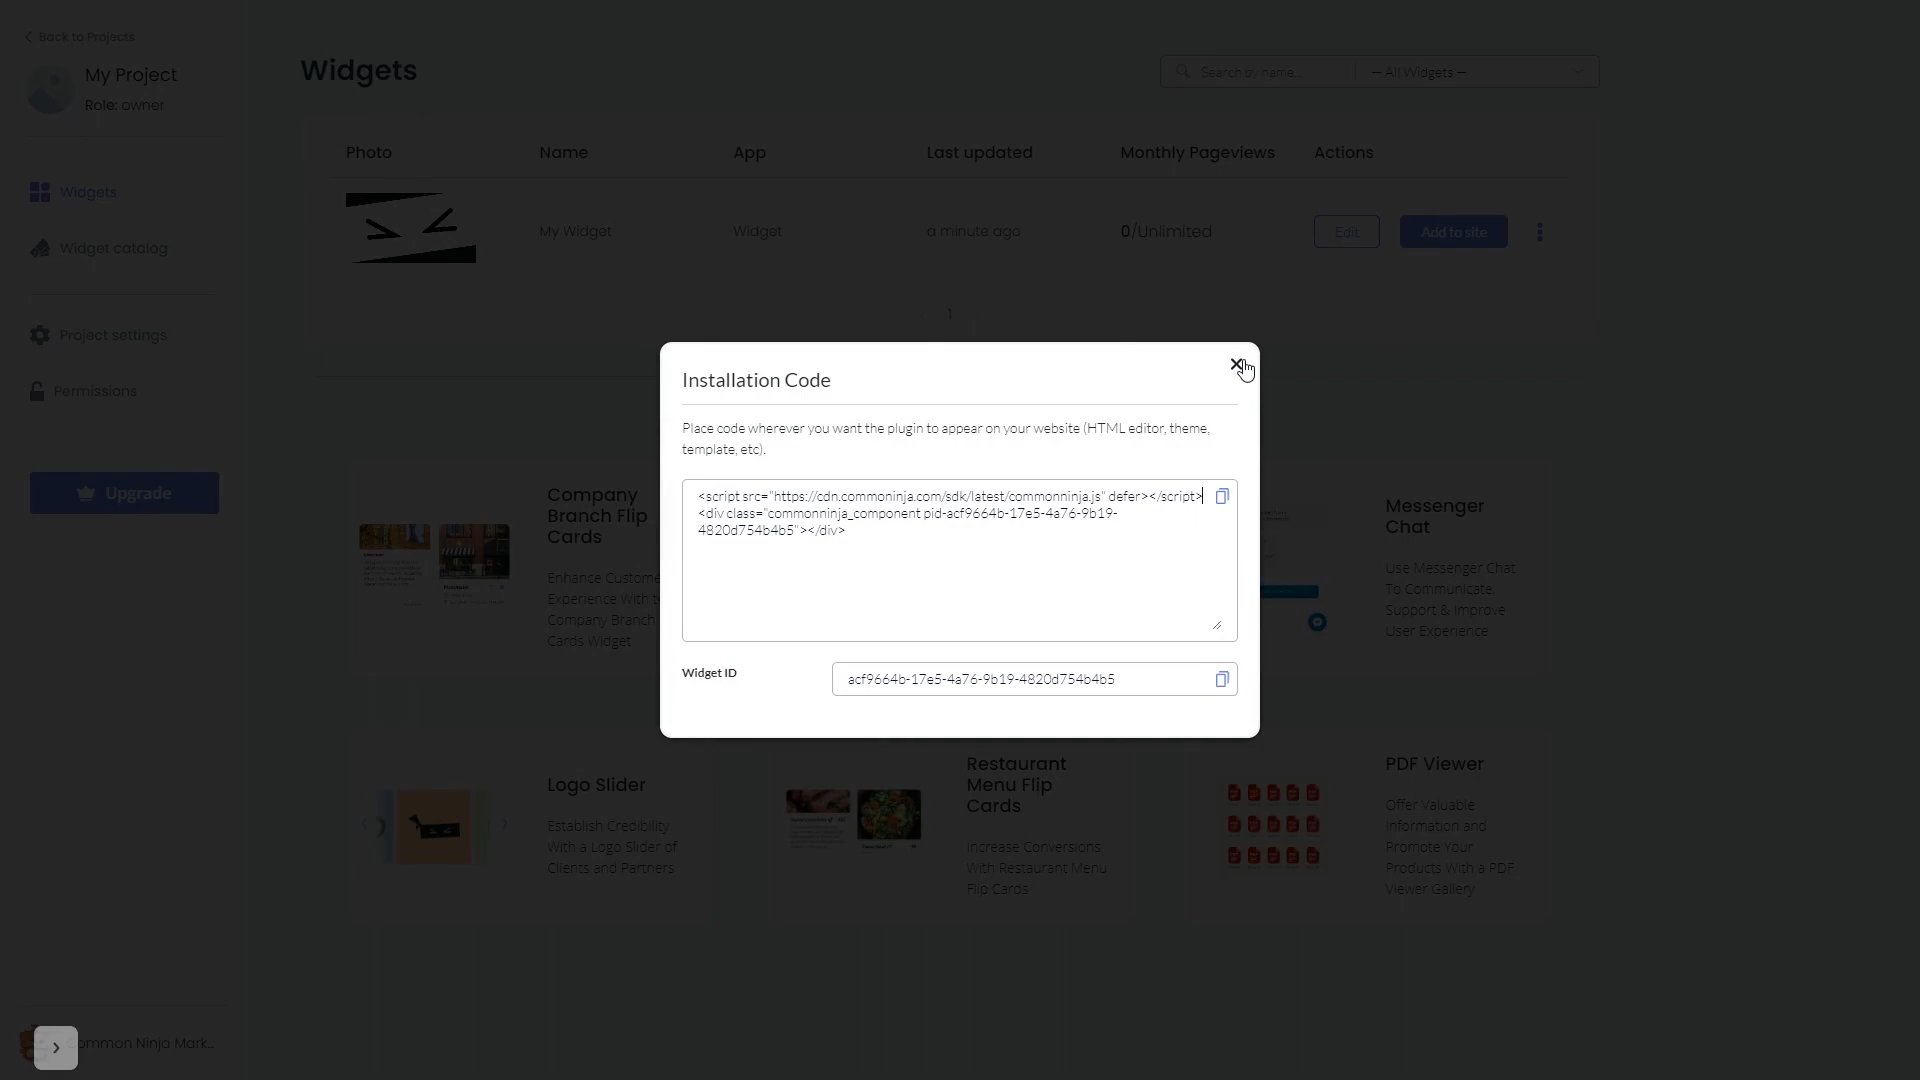 Back to Projects
My Project
Role: owner
Widgets
Widget catalog
Project settings
Permissions
Upgrade
Common Ninja Mark...
Widgets
Search by name...
— All Widgets —
Photo
Name
App
Last updated
Monthly Pageviews
Actions
My Widget
Widget
a minute ago
0/Unlimited
Edit
Add to site
1
Installation Code
Place code wherever you want the plugin to appear on your website (HTML editor, theme,
template, etc).
<script src="https://cdn.commoninja.com/sdk/latest/commonninja.js" defer></script>
<div class="commonninja_component pid-acf9664b-17e5-4a76-9b19-
4820d754b4b5"></div>
Widget ID
acf9664b-17e5-4a76-9b19-4820d754b4b5
Company
Branch Flip
Cards
Enhance Custome
Experience With
Company Branch
Cards Widget
Messenger
Chat
Use Messenger Chat
To Communicate,
Support & Improve
User Experience
Logo Slider
Establish Credibility
With a Logo Slider of
Clients and Partners
Restaurant
Menu Flip
Cards
Increase Conversions
With Restaurant Menu
Flip Cards
PDF Viewer
Offer Valuable
Information and
Promote Your
Products With a PDF
Viewer Gallery